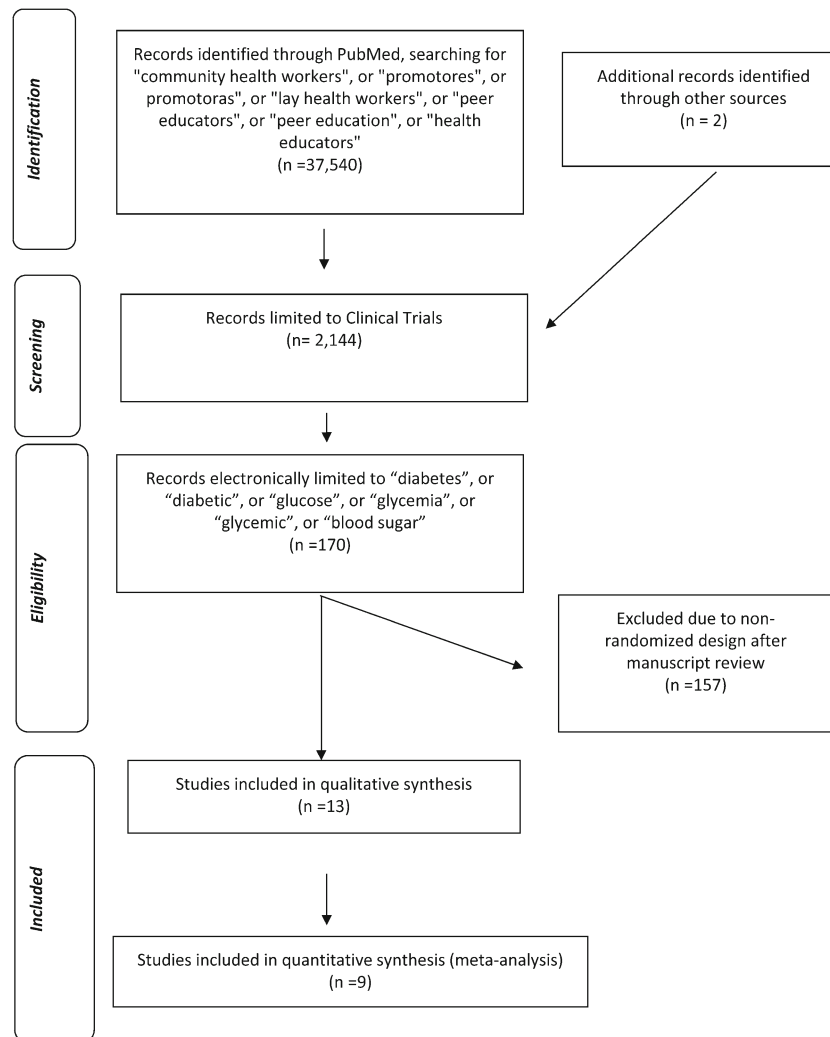 Identification
Records identified through PubMed, searching for
"community health workers", or "promotores", or
promotoras", or "lay health workers", or "peer
educators", or "peer education", or "health
educators"
(n =37,540)
Additional records identified
through other sources
(n = 2)
Screening
Records limited to Clinical Trials
(n= 2,144)
Eligibility
Records electronically limited to “diabetes”, or
“diabetic”, or “glucose”, or “glycemia”, or
“glycemic”, or “blood sugar”
(n =170)
Excluded due to non-
randomized design after
manuscript review
(n =157)
Included
Studies included in qualitative synthesis
(n =13)
Studies included in quantitative synthesis (meta-analysis)
(n =9)